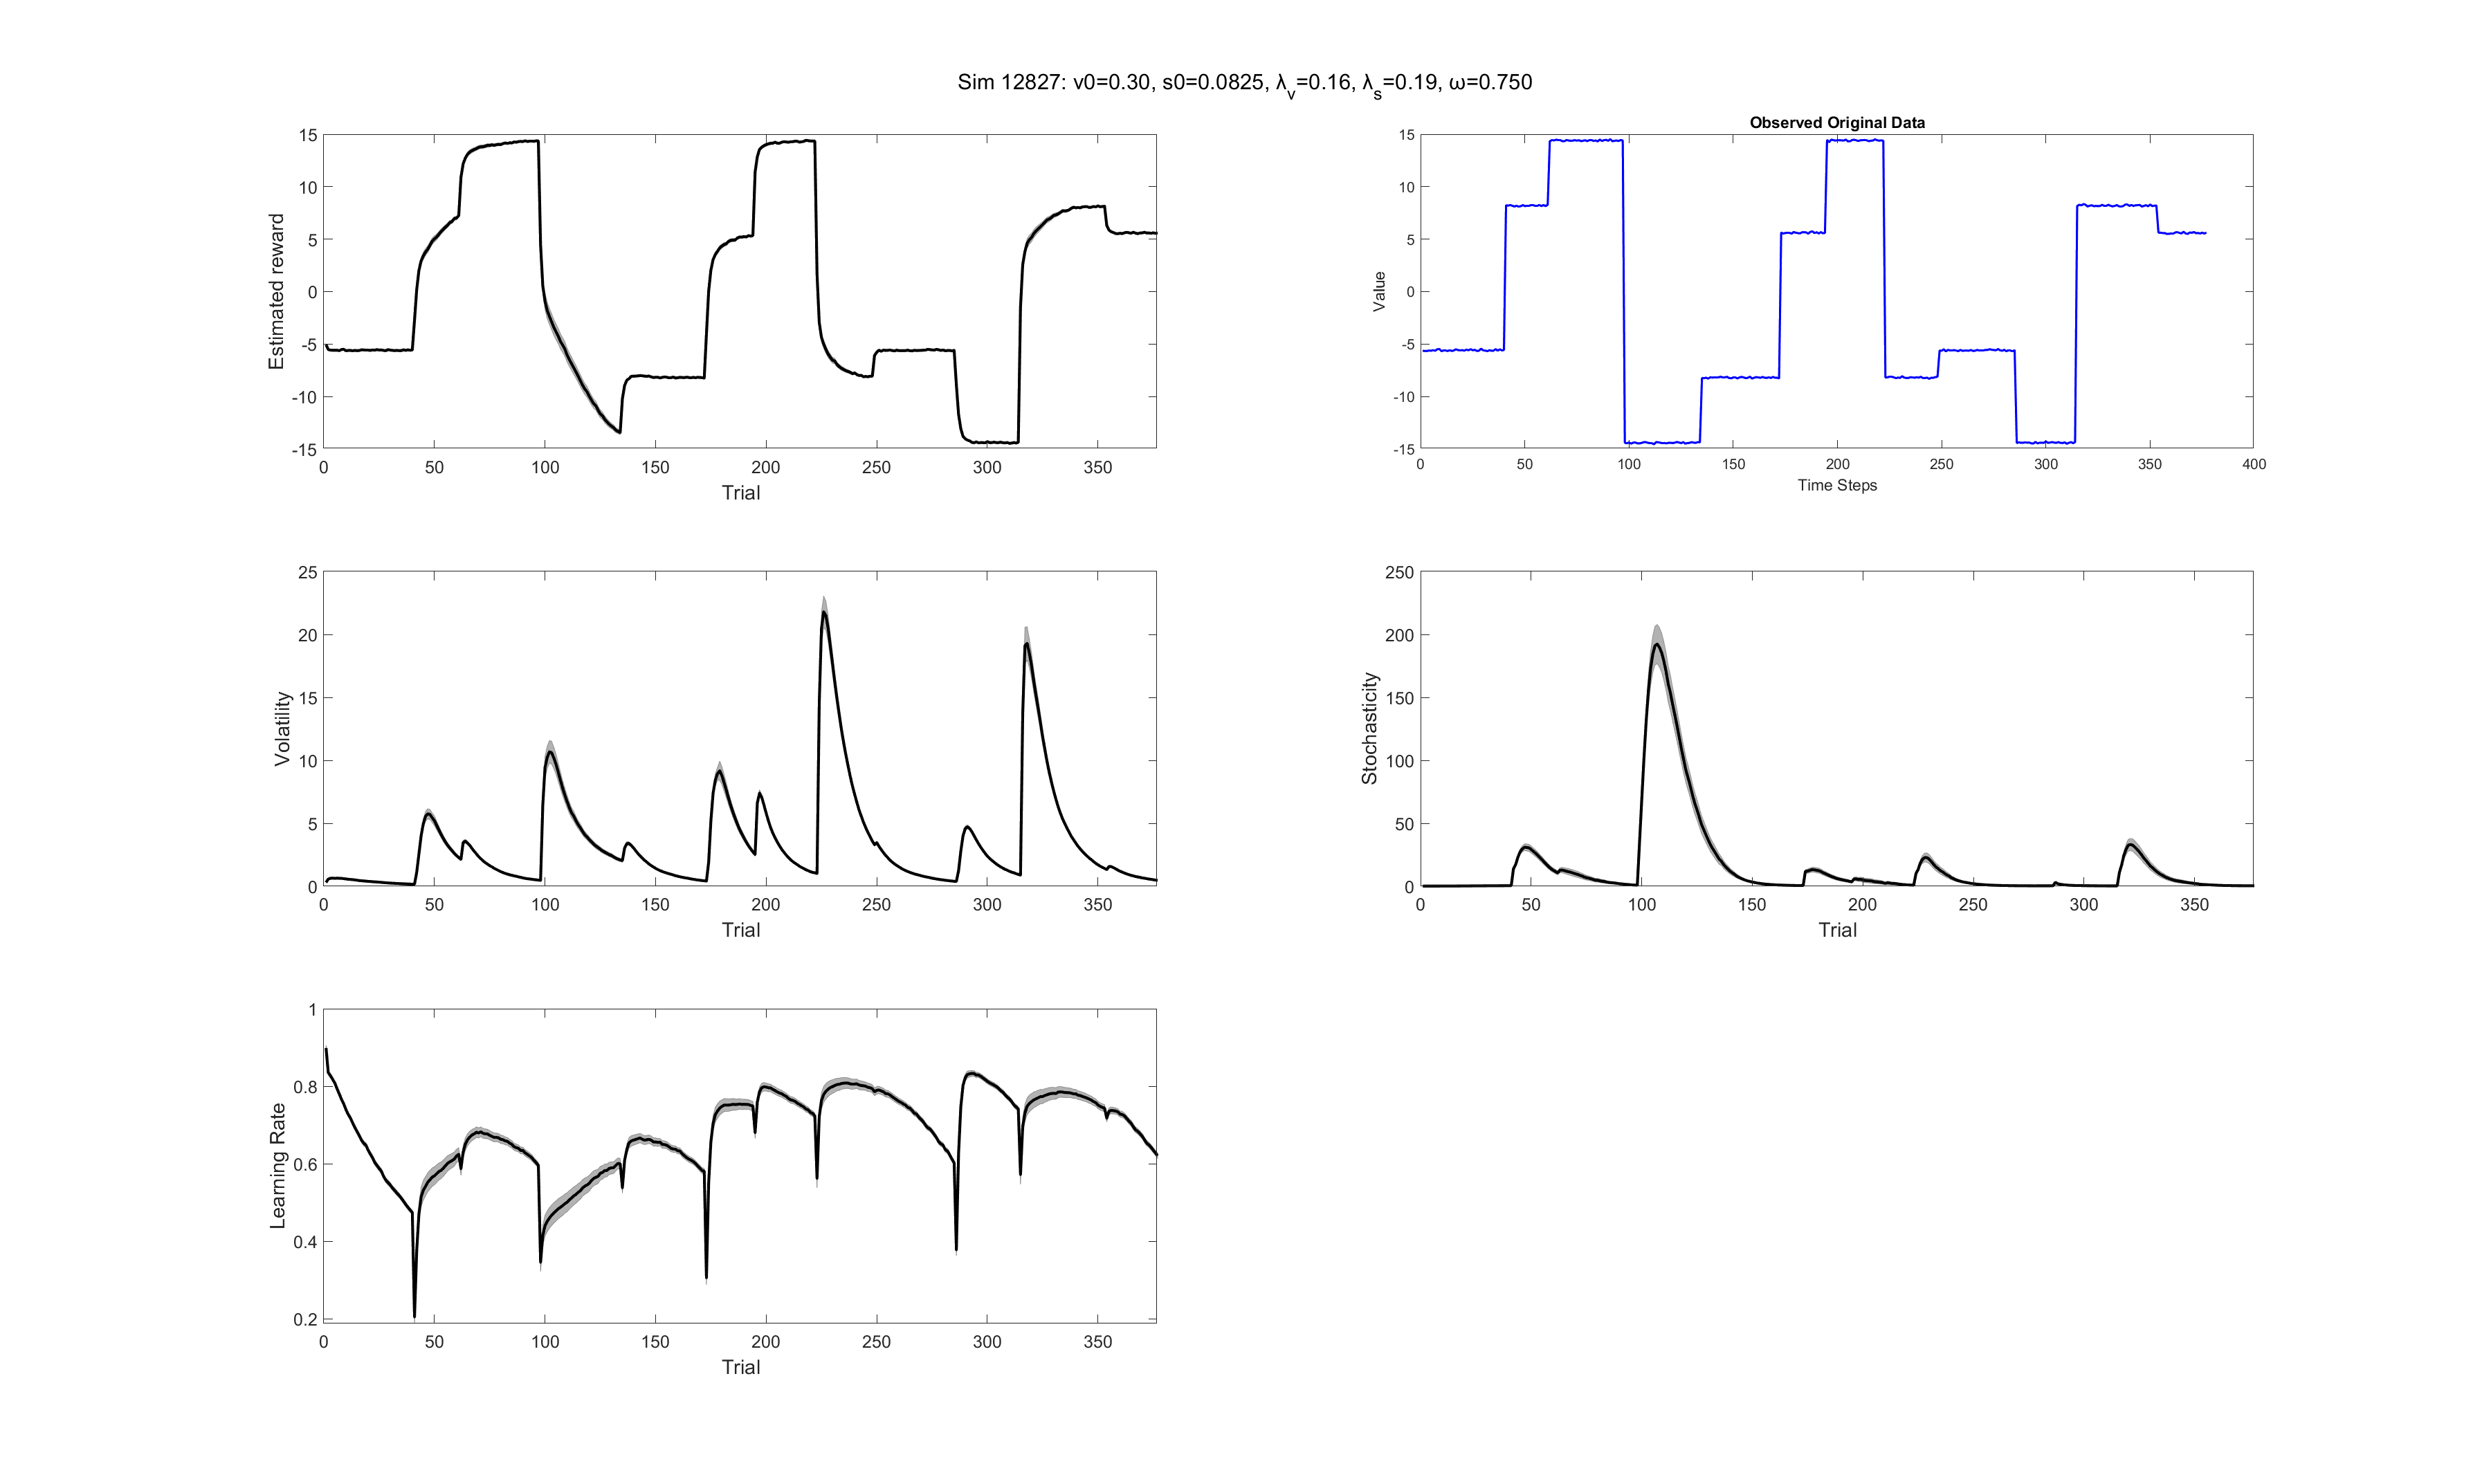 Sim 12827: v0=0.30, s0=0.0825, λv=0.16, λs=0.19, ω=0.750
Estimated reward
15
10
5
0
-5
-10
-15
0 50 100 150 200 250 300 350
Trial
Observed Original Data
Value
15
10
5
0
-5
-10
-15
0 50 100 150 200 250 300 350 400
Time Steps
Volatility
25
20
15
10
5
0
0 50 100 150 200 250 300 350
Trial
Stochasticity
250
200
150
100
50
0
0 50 100 150 200 250 300 350
Trial
Learning Rate
1
0.8
0.6
0.4
0.2
0 50 100 150 200 250 300 350
Trial